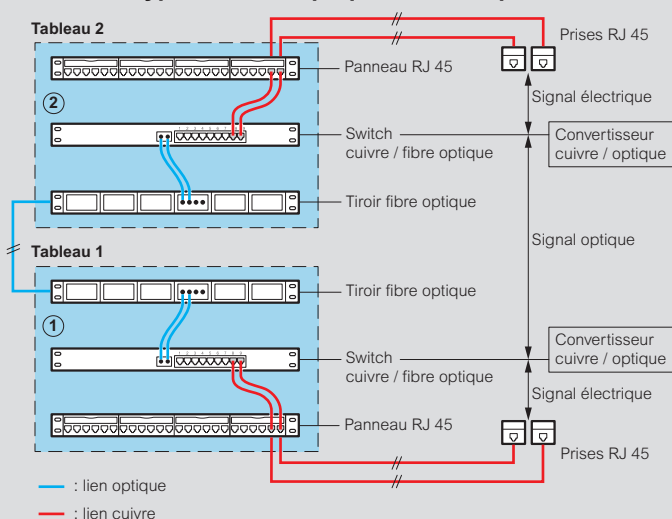 Tableau 2
Prises RJ 45
Panneau RJ 45
2
Signal électrique
Switch
cuivre / fibre optique
Convertisseur
cuivre / optique
Tiroir fibre optique
Signal optique
Tableau 1
Tiroir fibre optique
1
Switch
cuivre / fibre optique
Convertisseur
cuivre / optique
Signal électrique
Panneau RJ 45
Prises RJ 45
: lien optique
: lien cuivre